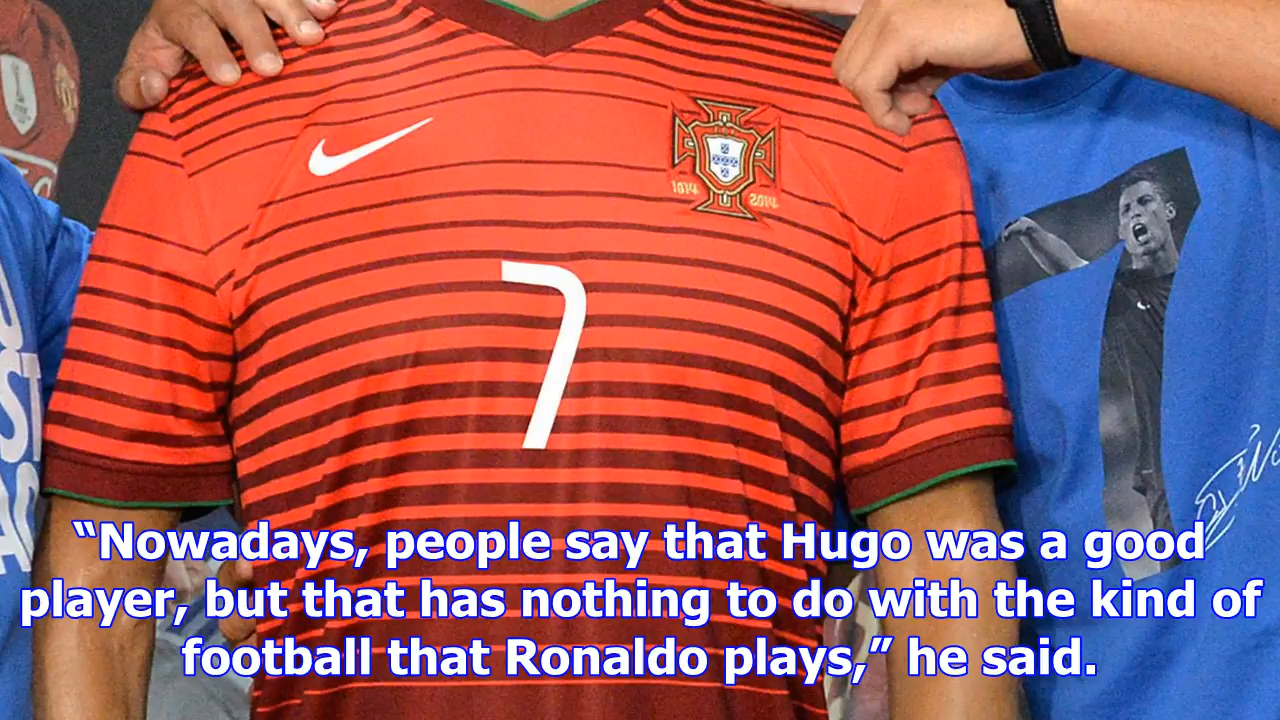 1914 2014
7
ST
“Nowadays, people say that Hugo was a good
player, but that has nothing to do with the kind of
football that Ronaldo plays,” he said.